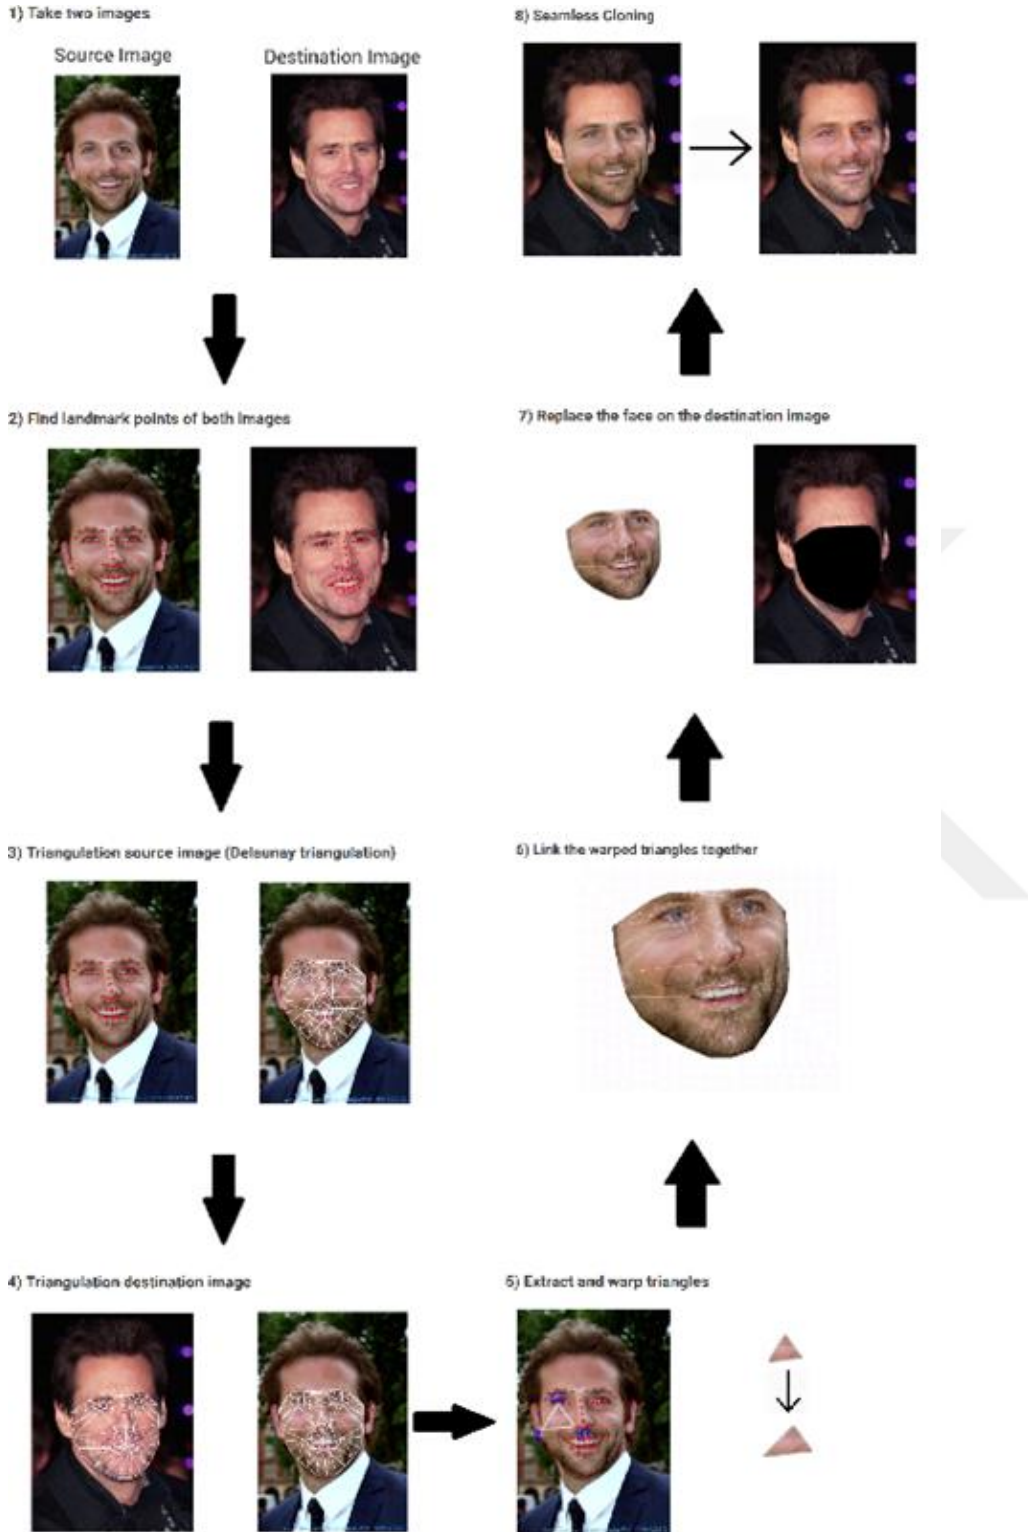 1) Take two images
Source Image
Destination Image
2) Find landmark points of both images
3) Triangulation source image (Delaunay triangulation)
4) Triangulation destination image
5) Extract and warp triangles
6) Link the warped triangles together
7) Replace the face on the destination image
8) Seamless Cloning